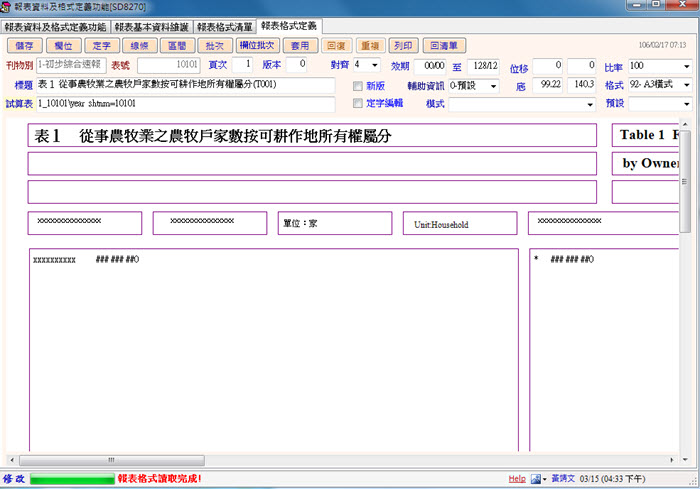 報表資料及格式定義功能[SD8270]
報表資料及格式定義功能 報表基本資料維護 報表格式清單 報表格式定義
儲存 欄位 定字 線條 區間 批次 欄位批次 套用 回復 重複 列印 回清單 106/02/17 07:13
刊物別 1-初步綜合速報 表號 10101 頁次 1 版本 0 對齊 4 效期 00/00 至 128/12 位移 0 0 比率 100
標題 表 1 從事農牧業之農牧戶家數按可耕作地所有權屬分(T001) 新版 輔助資訊 0-預設 底 99.22 140.3 格式 92- A3橫式
試算表 1_10101\year shtnm=10101 定字編輯 模式 預設
表 1 從事農牧業之農牧戶家數按可耕作地所有權屬分 Table 1 F
by Owner
xxxxxxxxxxxxxx xxxxxxxxxxxxxx 單位：家 Unit:Household xxxxxxxxxxxxxx
xxxxxxxxxx ### ### ##0 * ### ### ##0
修改 報表格式讀取完成! Help 03/15 (04:33 下午)